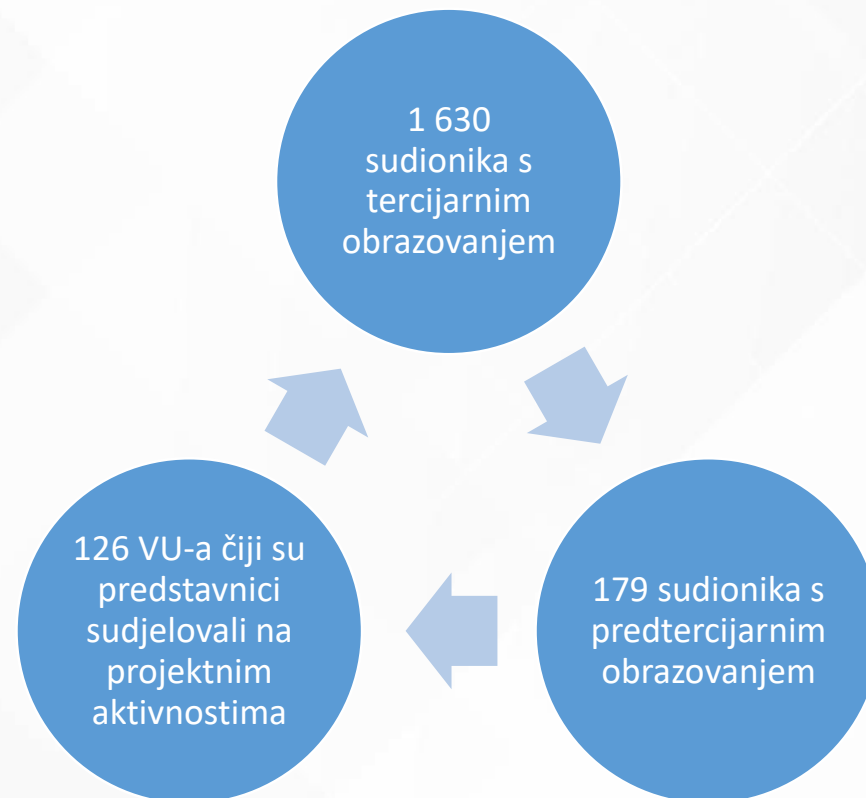 1 630
sudionika s
tercijarnim
obrazovanjem
126 VU-a čiji su
predstavnici
sudjelovali na
projektnim
aktivnostima
179 sudionika s
predtercijarnim
obrazovanjem